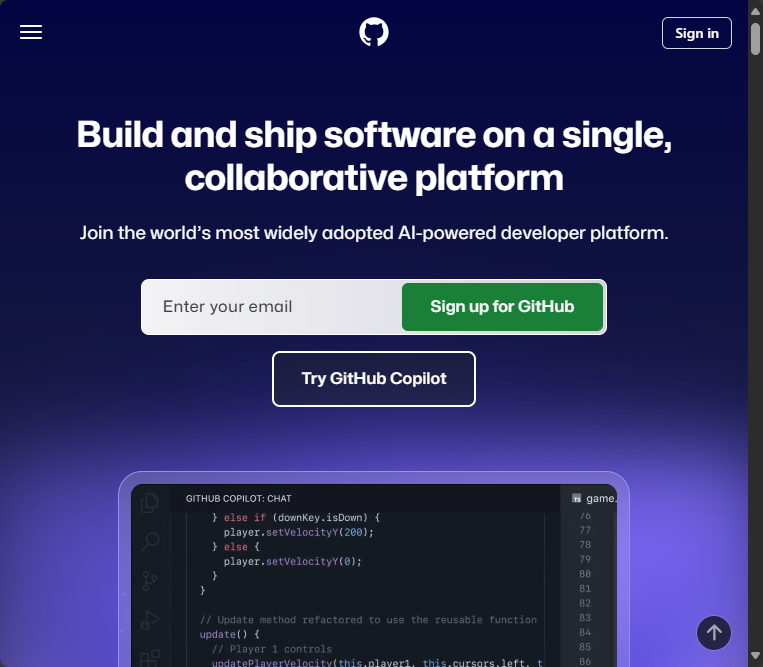 Sign in
Build and ship software on a single,
collaborative platform
Join the world’s most widely adopted AI-powered developer platform.
Enter your email
Sign up for GitHub
Try GitHub Copilot
GITHUB COPILOT: CHAT
} else if (downKey.isDown) {
player.setVelocityY(200);
} else {
player.setVelocityY(0);
}
}
// Update method refactored to use the reusable function
update() {
// Player 1 controls
updatePlayerVelocity(this.player1, this.cursors.left, t
TS game.
76
77
78
79
80
81
82
83
84
85
86